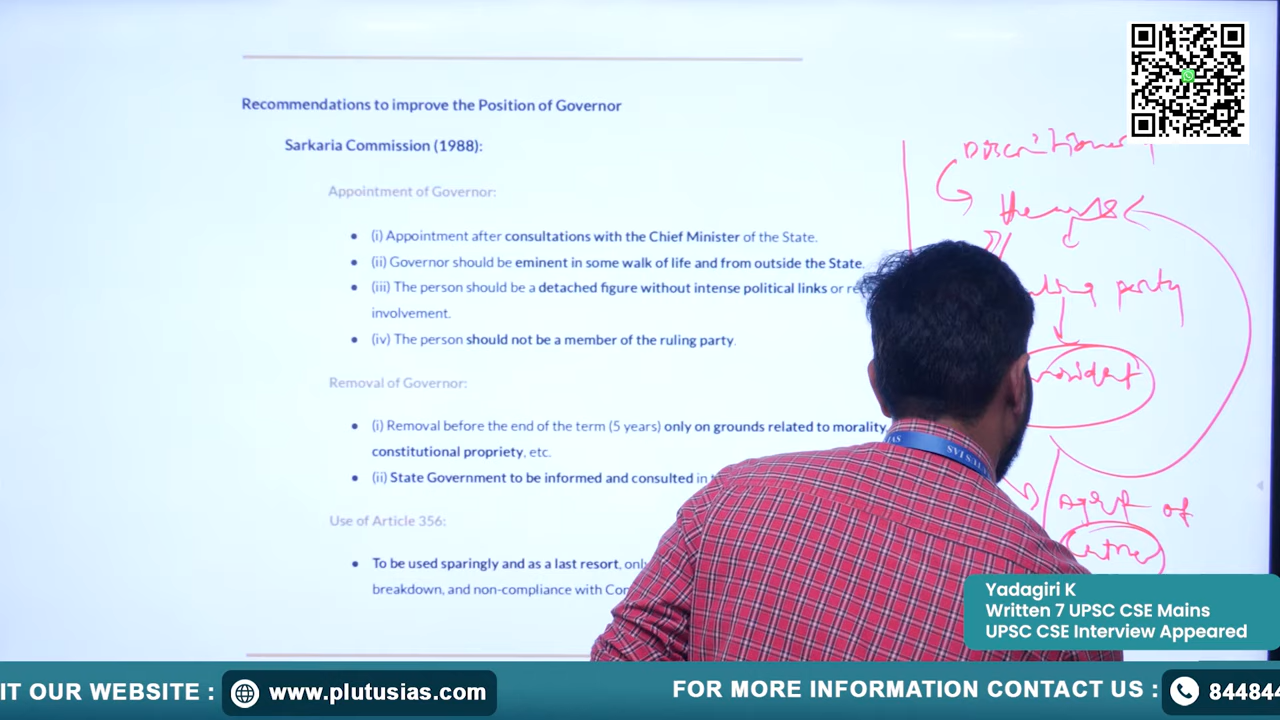 Recommendations to improve the Position of Governor
Sarkaria Commission (1988):
Appointment of Governor:
• (i) Appointment after consultations with the Chief Minister of the State.
• (ii) Governor should be eminent in some walk of life and from outside the State.
• (iii) The person should be a detached figure without intense political links or
involvement.
• (iv) The person should not be a member of the ruling party.
Removal of Governor:
• (i) Removal before the end of the term (5 years) only on grounds related to morality
constitutional propriety, etc.
• (ii) State Government to be informed and consulted in
Use of Article 356:
• To be used sparingly and as a last resort,
breakdown, and non-compliance with
party
Agent of
Centre
SVISAL
Yadagiri K
Written 7 UPSC CSE Mains
UPSC CSE Interview Appeared
IT OUR WEBSITE : www.plutusias.com FOR MORE INFORMATION CONTACT US : 844844